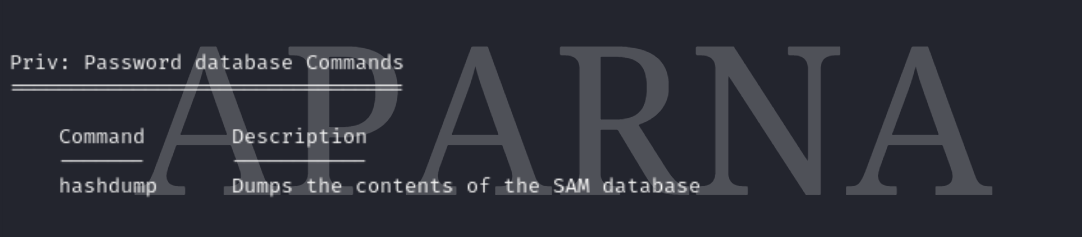 APARNA
Priv: Password database Commands
Command Description
hashdump Dumps the contents of the SAM database